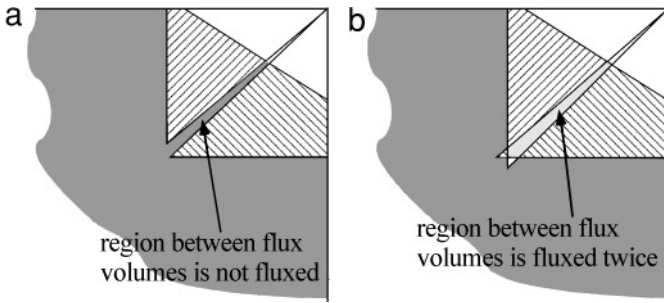 a
region between flux
volumes is not fluxed
b
region between flux
volumes is fluxed twice